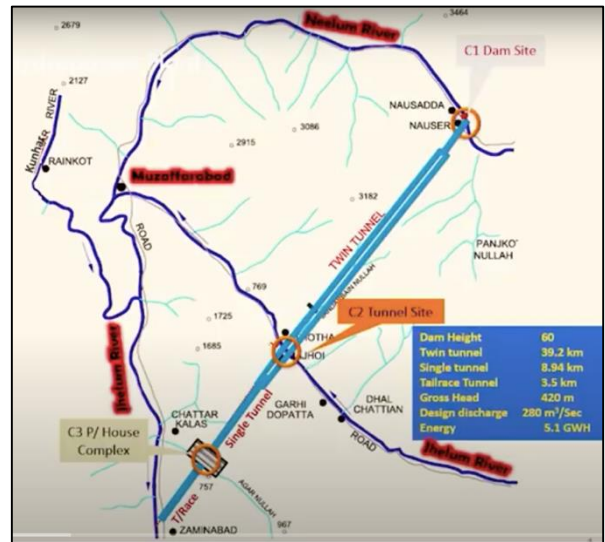 3464
2679
Neelum River
C1 Dam Site
2127
NAUSADDA
NAUSERI
Kunhar RIVER
3086
2915
RAINKOT
Muzaffarabad
3182
TWIN TUNNEL
ROAD
PANJKO
NULLAH
769
C2 Tunnel Site
1725
1685
Jhelum River
GARHI
DOPATTA
DHAL
CHATTIAN
CHATTAR
KALAS
Single Tunnel
ROAD
C3 P/ House
Complex
Jhelum River
757
AGAR NULLAH
T/Race
ZAMINABAD
967
Dam Height 60
Twin tunnel 39.2 km
Single tunnel 8.94 km
Tailrace Tunnel 3.5 km
Gross Head 420 m
Design discharge 280 m³/Sec
Energy 5.1 GWH